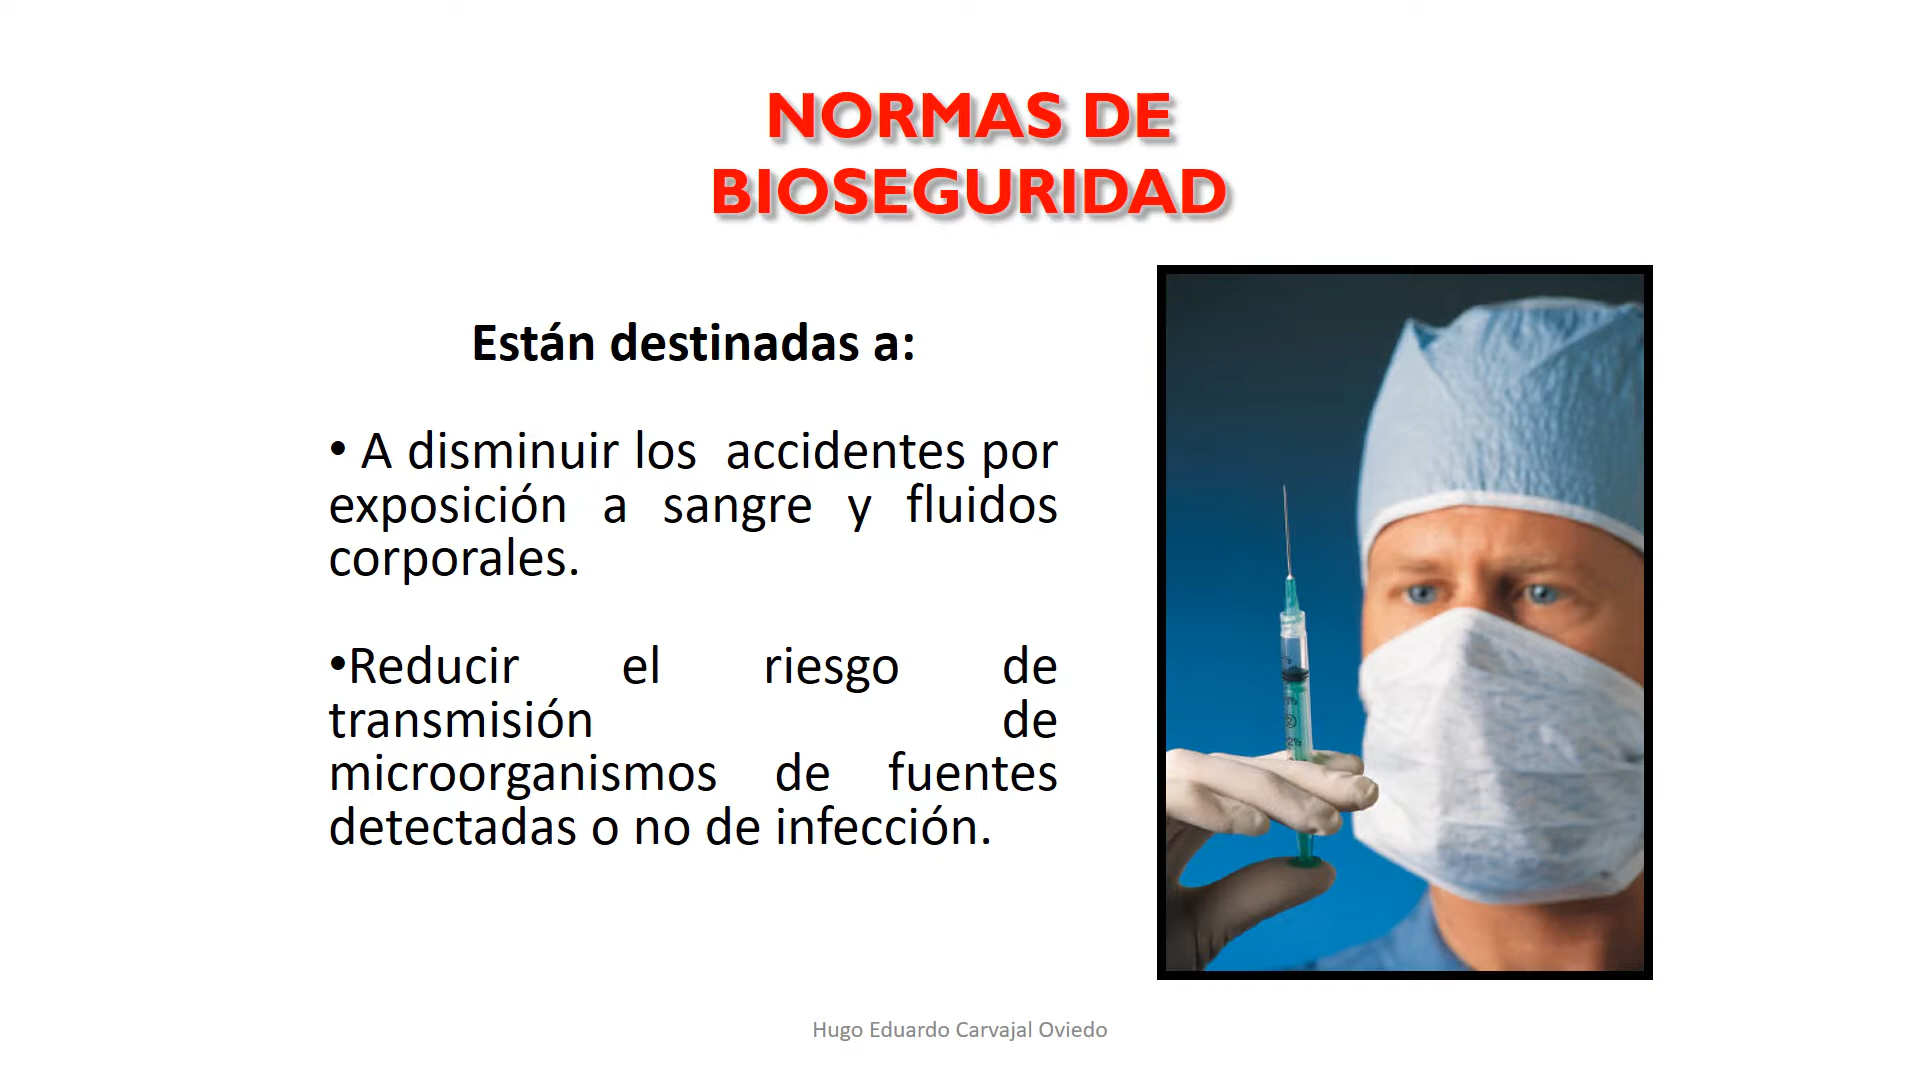 NORMAS DE
BIOSEGURIDAD
Están destinadas a:
• A disminuir los accidentes por
exposición a sangre y fluidos
corporales.
•Reducir el riesgo de
transmisión de
microorganismos de fuentes
detectadas o no de infección.
Hugo Eduardo Carvajal Oviedo